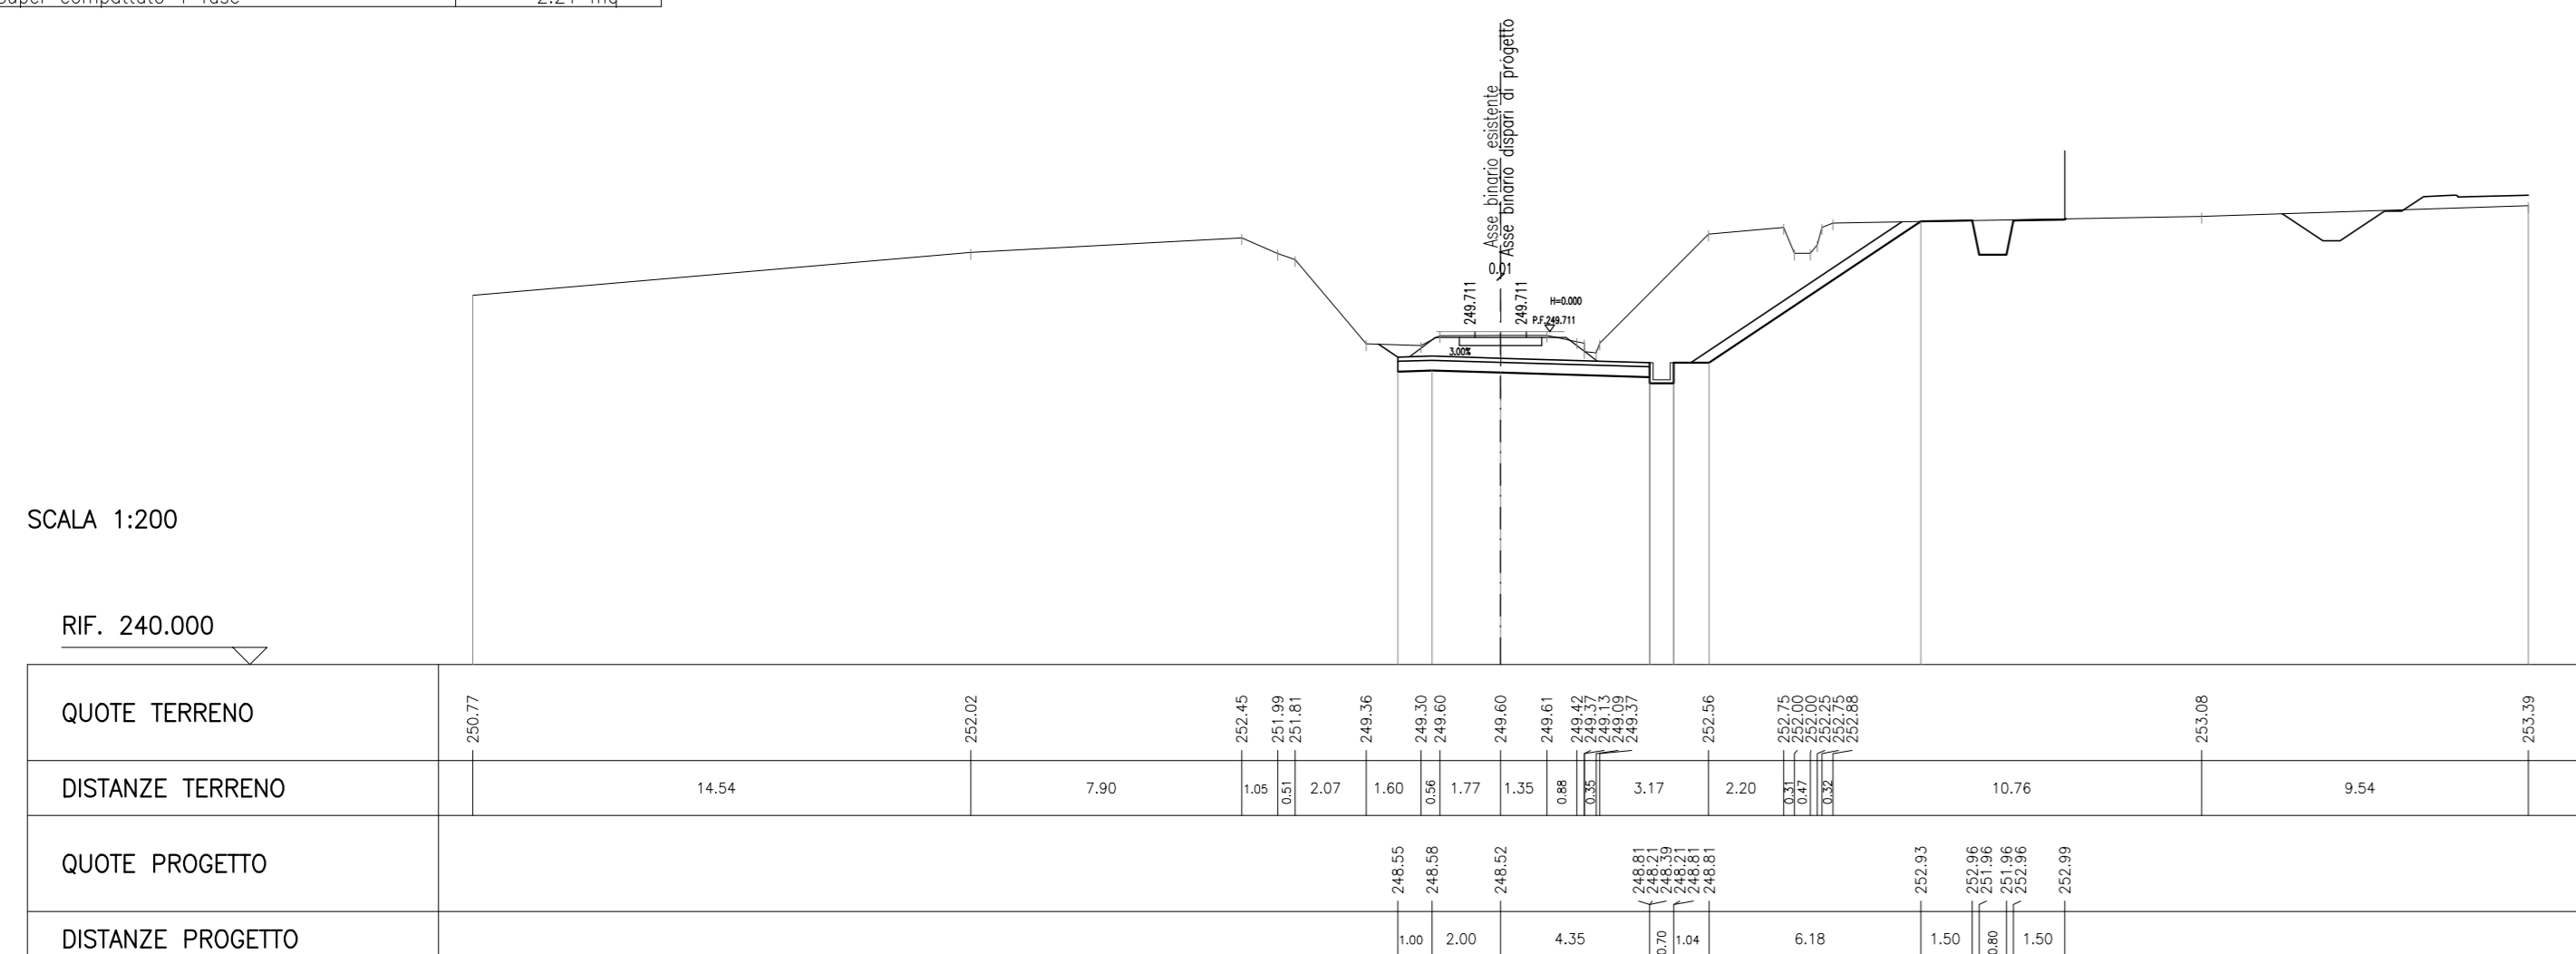 Super compattato 1 fase 2.21 mq
Asse binario esistente
Asse binario dispari di progetto
0.01
249.711
249.711
H=0.000
P.F.249.711
3.00%
SCALA 1:200
RIF. 240.000
QUOTE TERRENO 250.77 252.02 252.45 251.99 251.81 249.36 249.30 249.60 249.60 249.61 249.42 249.37 249.13 249.09 249.37 252.56 252.75 252.00 252.00 252.25 252.75 252.88 253.08 253.39
DISTANZE TERRENO 14.54 7.90 1.05 0.51 2.07 1.60 0.56 1.77 1.35 0.88 0.35 3.17 2.20 0.31 0.47 0.32 10.76 9.54
QUOTE PROGETTO 248.55 248.58 248.52 248.81 248.21 248.39 248.21 248.81 248.81 252.93 252.96 251.96 251.96 252.96 252.99
DISTANZE PROGETTO 1.00 2.00 4.35 0.70 1.04 6.18 1.50 0.80 1.50